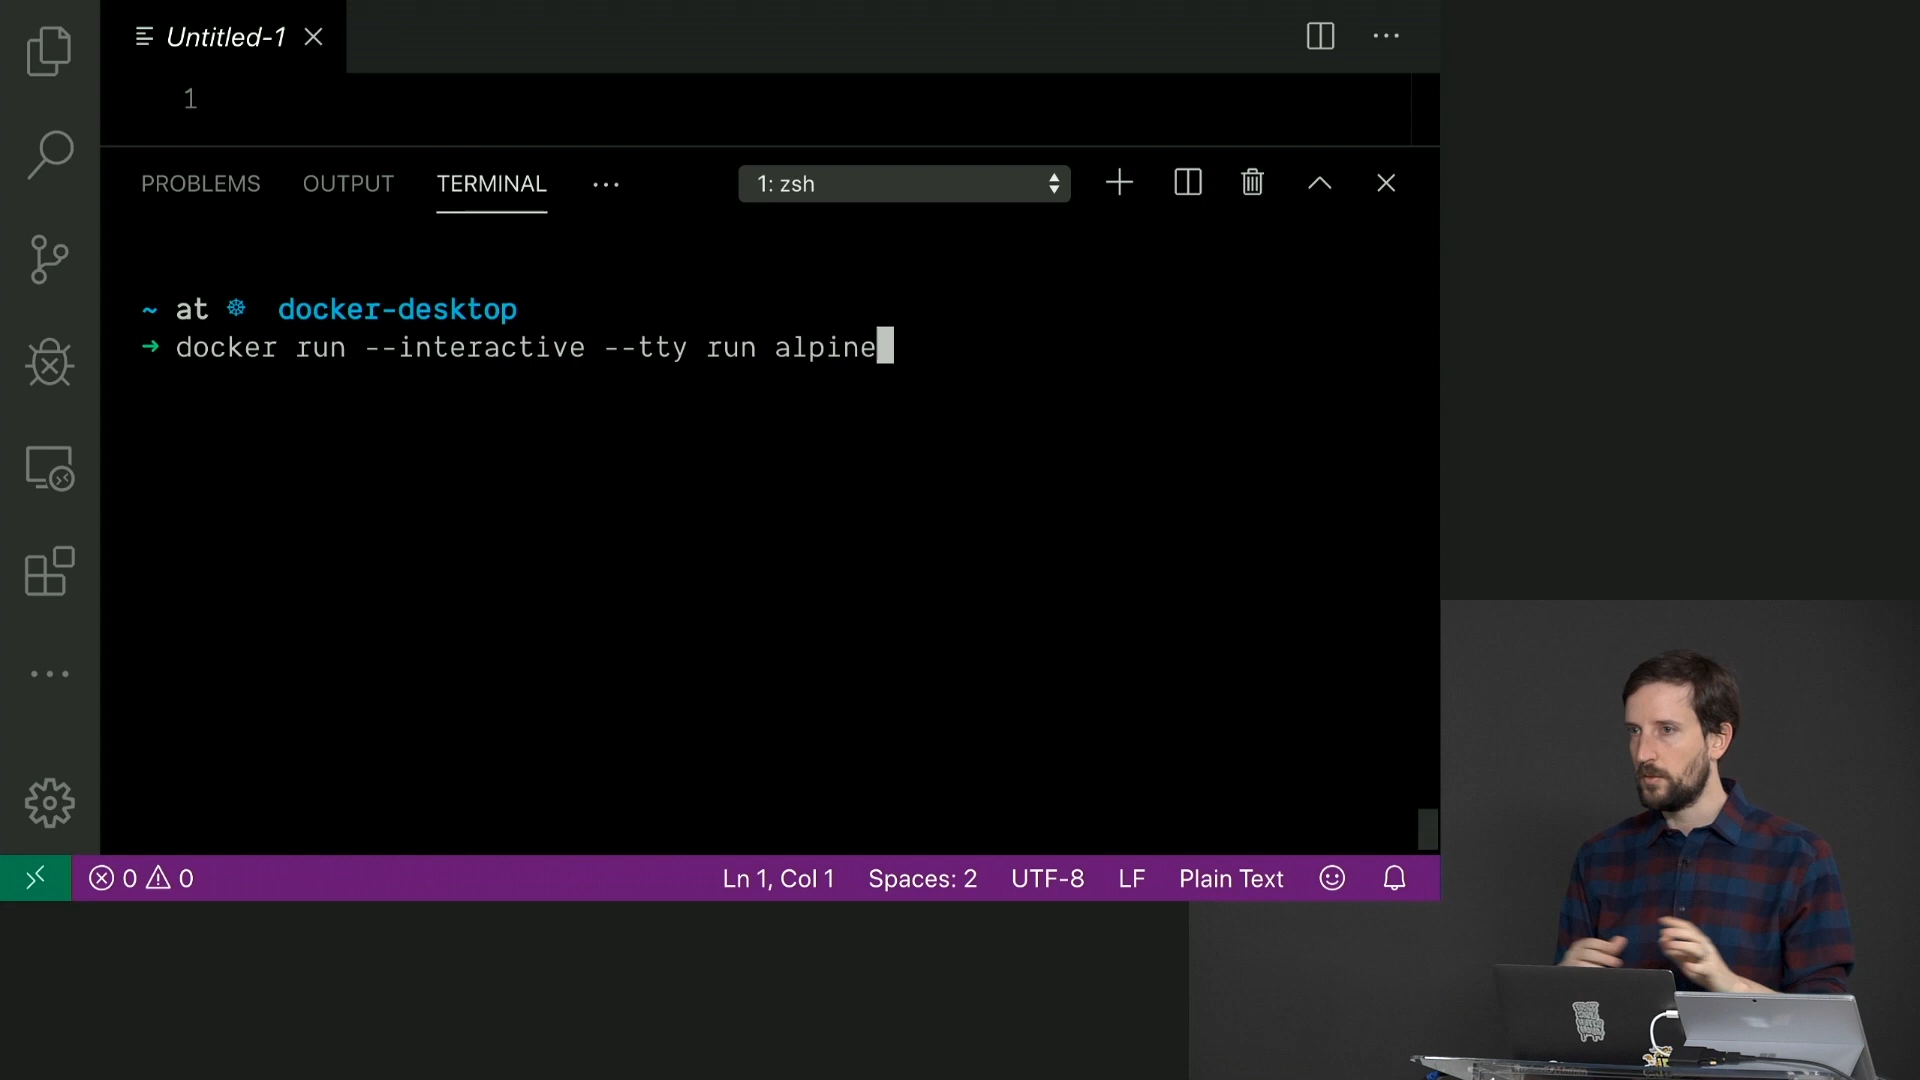 Untitled-1
1
PROBLEMS OUTPUT TERMINAL 1: zsh
~ at docker-desktop
➜ docker run --interactive --tty run alpine
0 0 Ln 1, Col 1 Spaces: 2 UTF-8 LF Plain Text